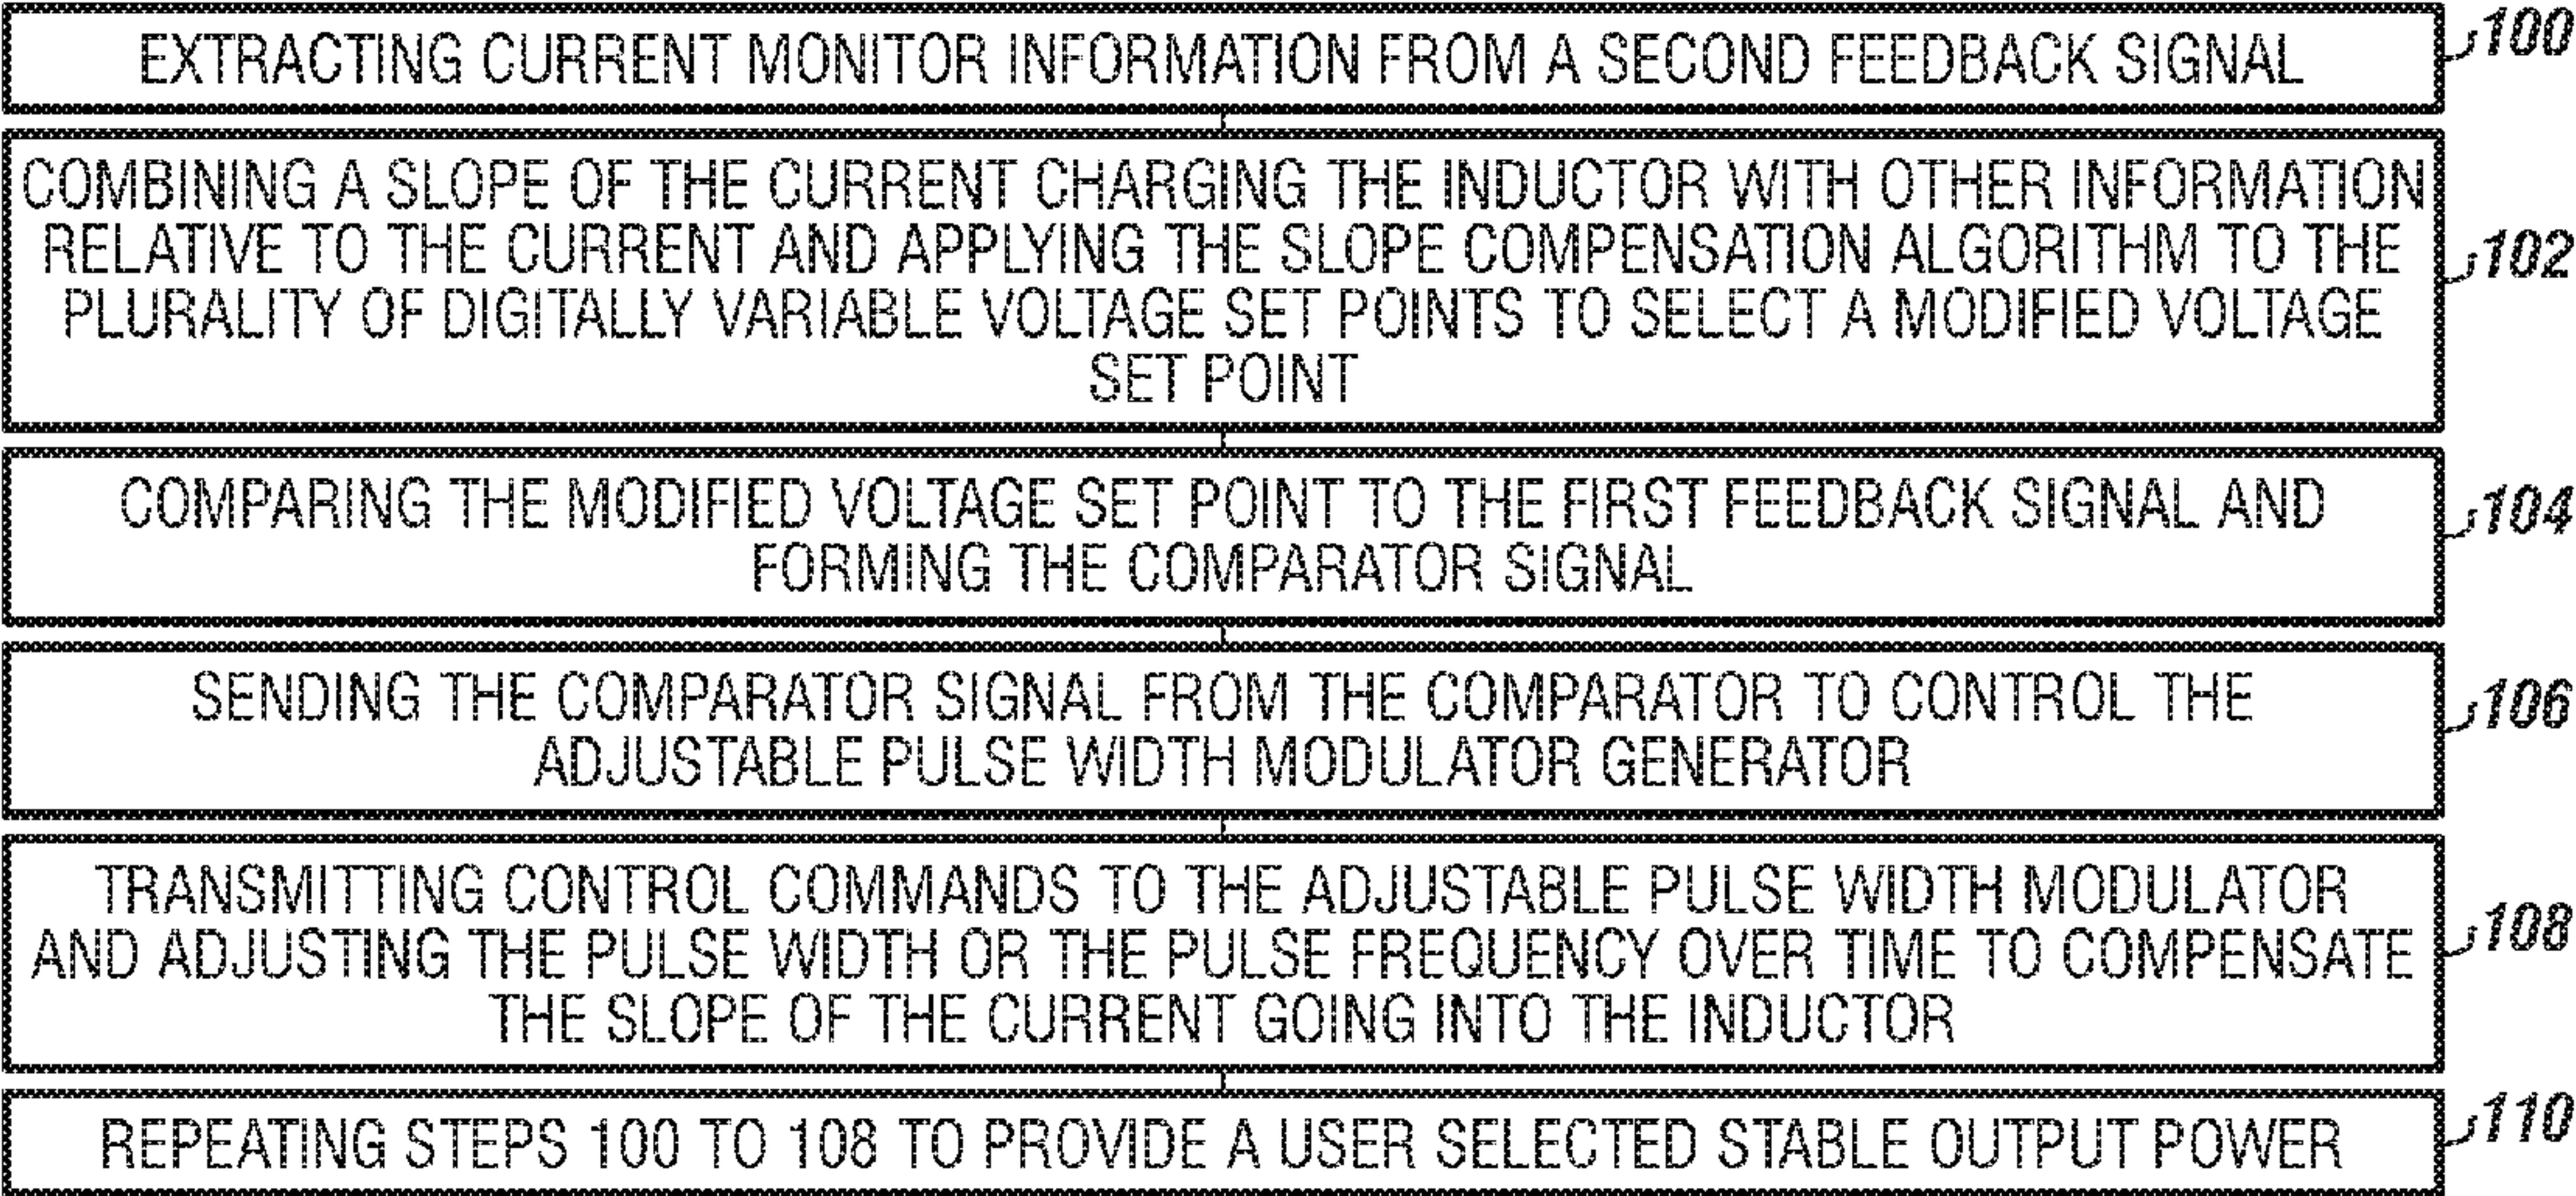 EXTRACTING CURRENT MONITOR INFORMATION FROM A SECOND FEEDBACK SIGNAL
100
COMBINING A SLOPE OF THE CURRENT CHARGING THE INDUCTOR WITH OTHER INFORMATION
RELATIVE TO THE CURRENT AND APPLYING THE SLOPE COMPENSATION ALGORITHM TO THE
PLURALITY OF DIGITALLY VARIABLE VOLTAGE SET POINTS TO SELECT A MODIFIED VOLTAGE
SET POINT
102
COMPARING THE MODIFIED VOLTAGE SET POINT TO THE FIRST FEEDBACK SIGNAL AND
FORMING THE COMPARATOR SIGNAL
104
SENDING THE COMPARATOR SIGNAL FROM THE COMPARATOR TO CONTROL THE
ADJUSTABLE PULSE WIDTH MODULATOR GENERATOR
106
TRANSMITTING CONTROL COMMANDS TO THE ADJUSTABLE PULSE WIDTH MODULATOR
AND ADJUSTING THE PULSE WIDTH OR THE PULSE FREQUENCY OVER TIME TO COMPENSATE
THE SLOPE OF THE CURRENT GOING INTO THE INDUCTOR
108
REPEATING STEPS 100 TO 108 TO PROVIDE A USER SELECTED STABLE OUTPUT POWER
110